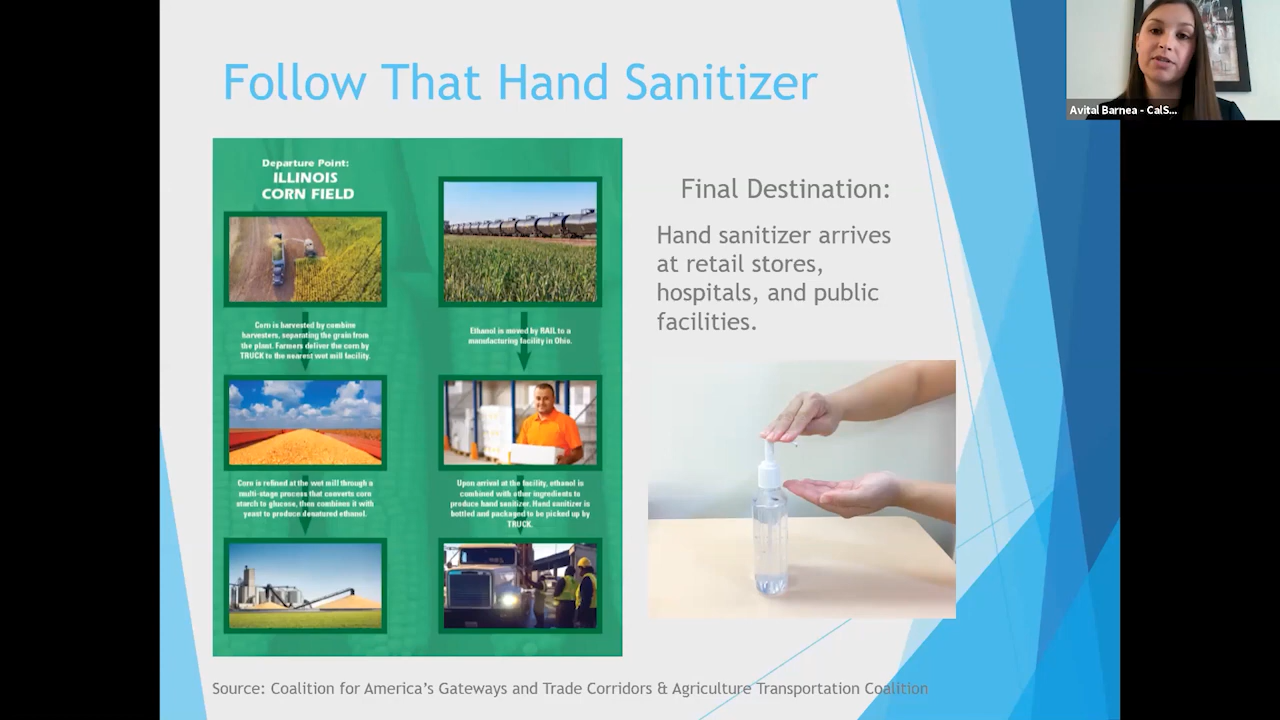 Follow That Hand Sanitizer
Departure Point:
ILLINOIS
CORN FIELD
Corn is harvested by combine
harvesters, separating the grain from
the plant. Farmers deliver the corn by
TRUCK to the nearest wet mill facility.
Corn is refined at the wet mill through a
multi-stage process that converts corn
starch to glucose, then combines it with
yeast to produce denatured ethanol.
Ethanol is moved by RAIL to a
manufacturing facility in Ohio.
Upon arrival at the facility, ethanol is
combined with other ingredients to
produce hand sanitizer. Hand sanitizer is
bottled and packaged to be picked up by
TRUCK.
Final Destination:
Hand sanitizer arrives
at retail stores,
hospitals, and public
facilities.
Source: Coalition for America's Gateways and Trade Corridors & Agriculture Transportation Coalition
Avital Barnea - CalS...